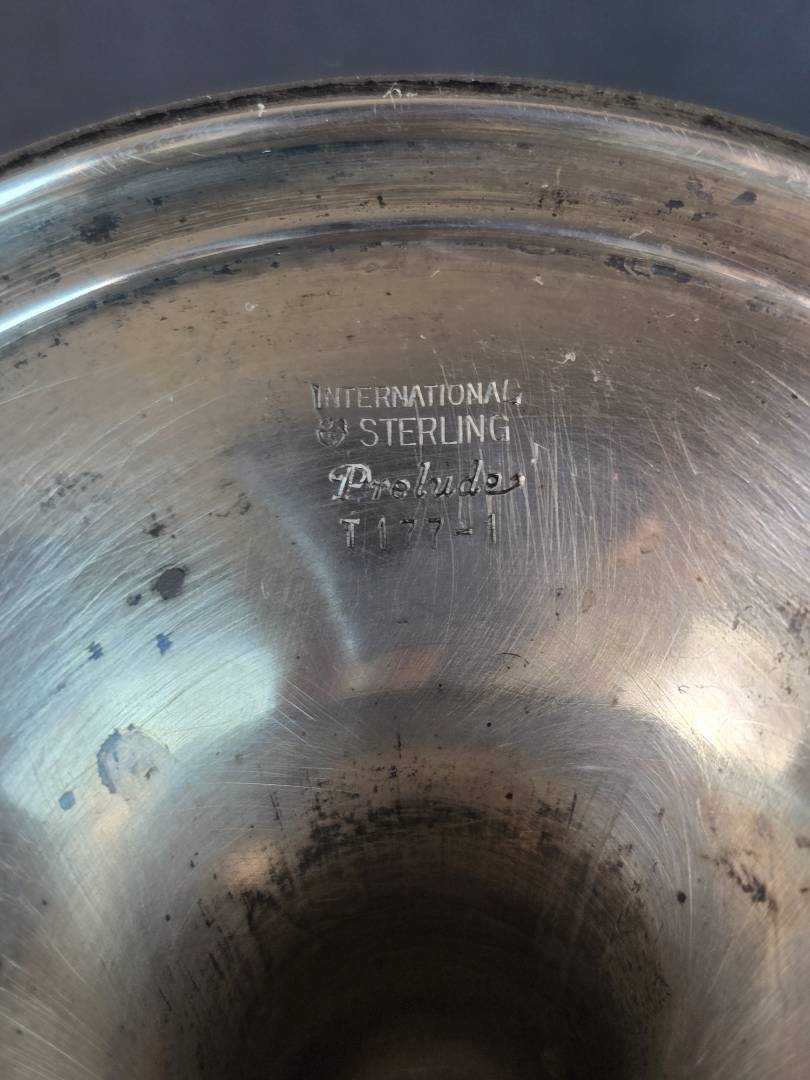 INTERNATIONAL
STERLING
Prelude
T177-1